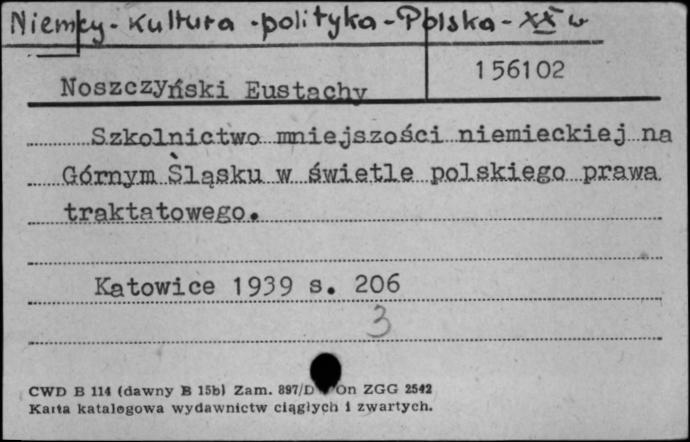 Niemcy - kultura - polityka - Polska - XX w
156102
Noszczyński Eustachy
Szkolnictwo mniejszości niemieckiej na
Górnym Śląsku w świetle polskiego prawa
traktatowego.
Katowice 1939 s. 206
3
CWD B 114 (dawny B 15b) Zam. 897/D On ZGG 2542
Karta katalogowa wydawnictw ciągłych i zwartych.